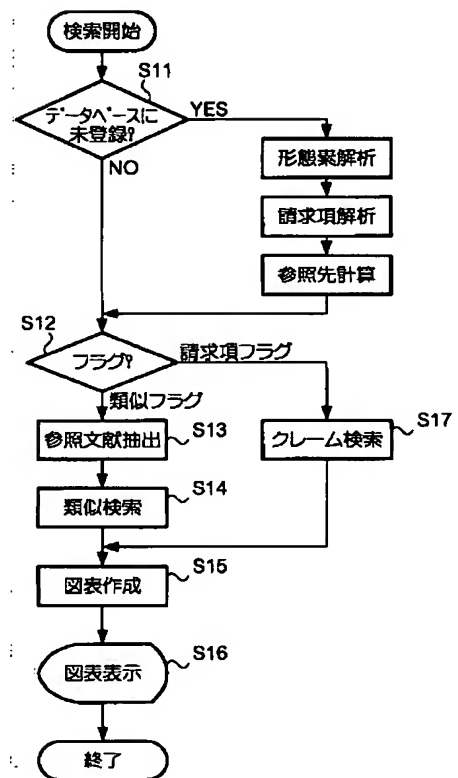 検索開始
S11
データベースに
未登録?
YES
NO
形態素解析
請求項解析
参照先計算
S12
フラグ?
請求項フラグ
類似フラグ
参照文献抽出
S13
クレーム検索
S17
類似検索
S14
図表作成
S15
図表表示
S16
終了